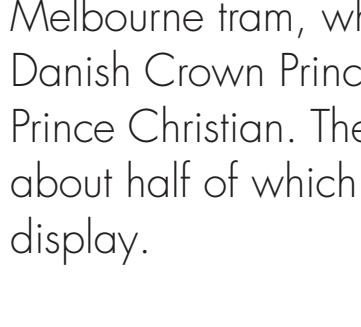 Melbourne tram, wh
Danish Crown Princ
Prince Christian. The
about half of which
display.